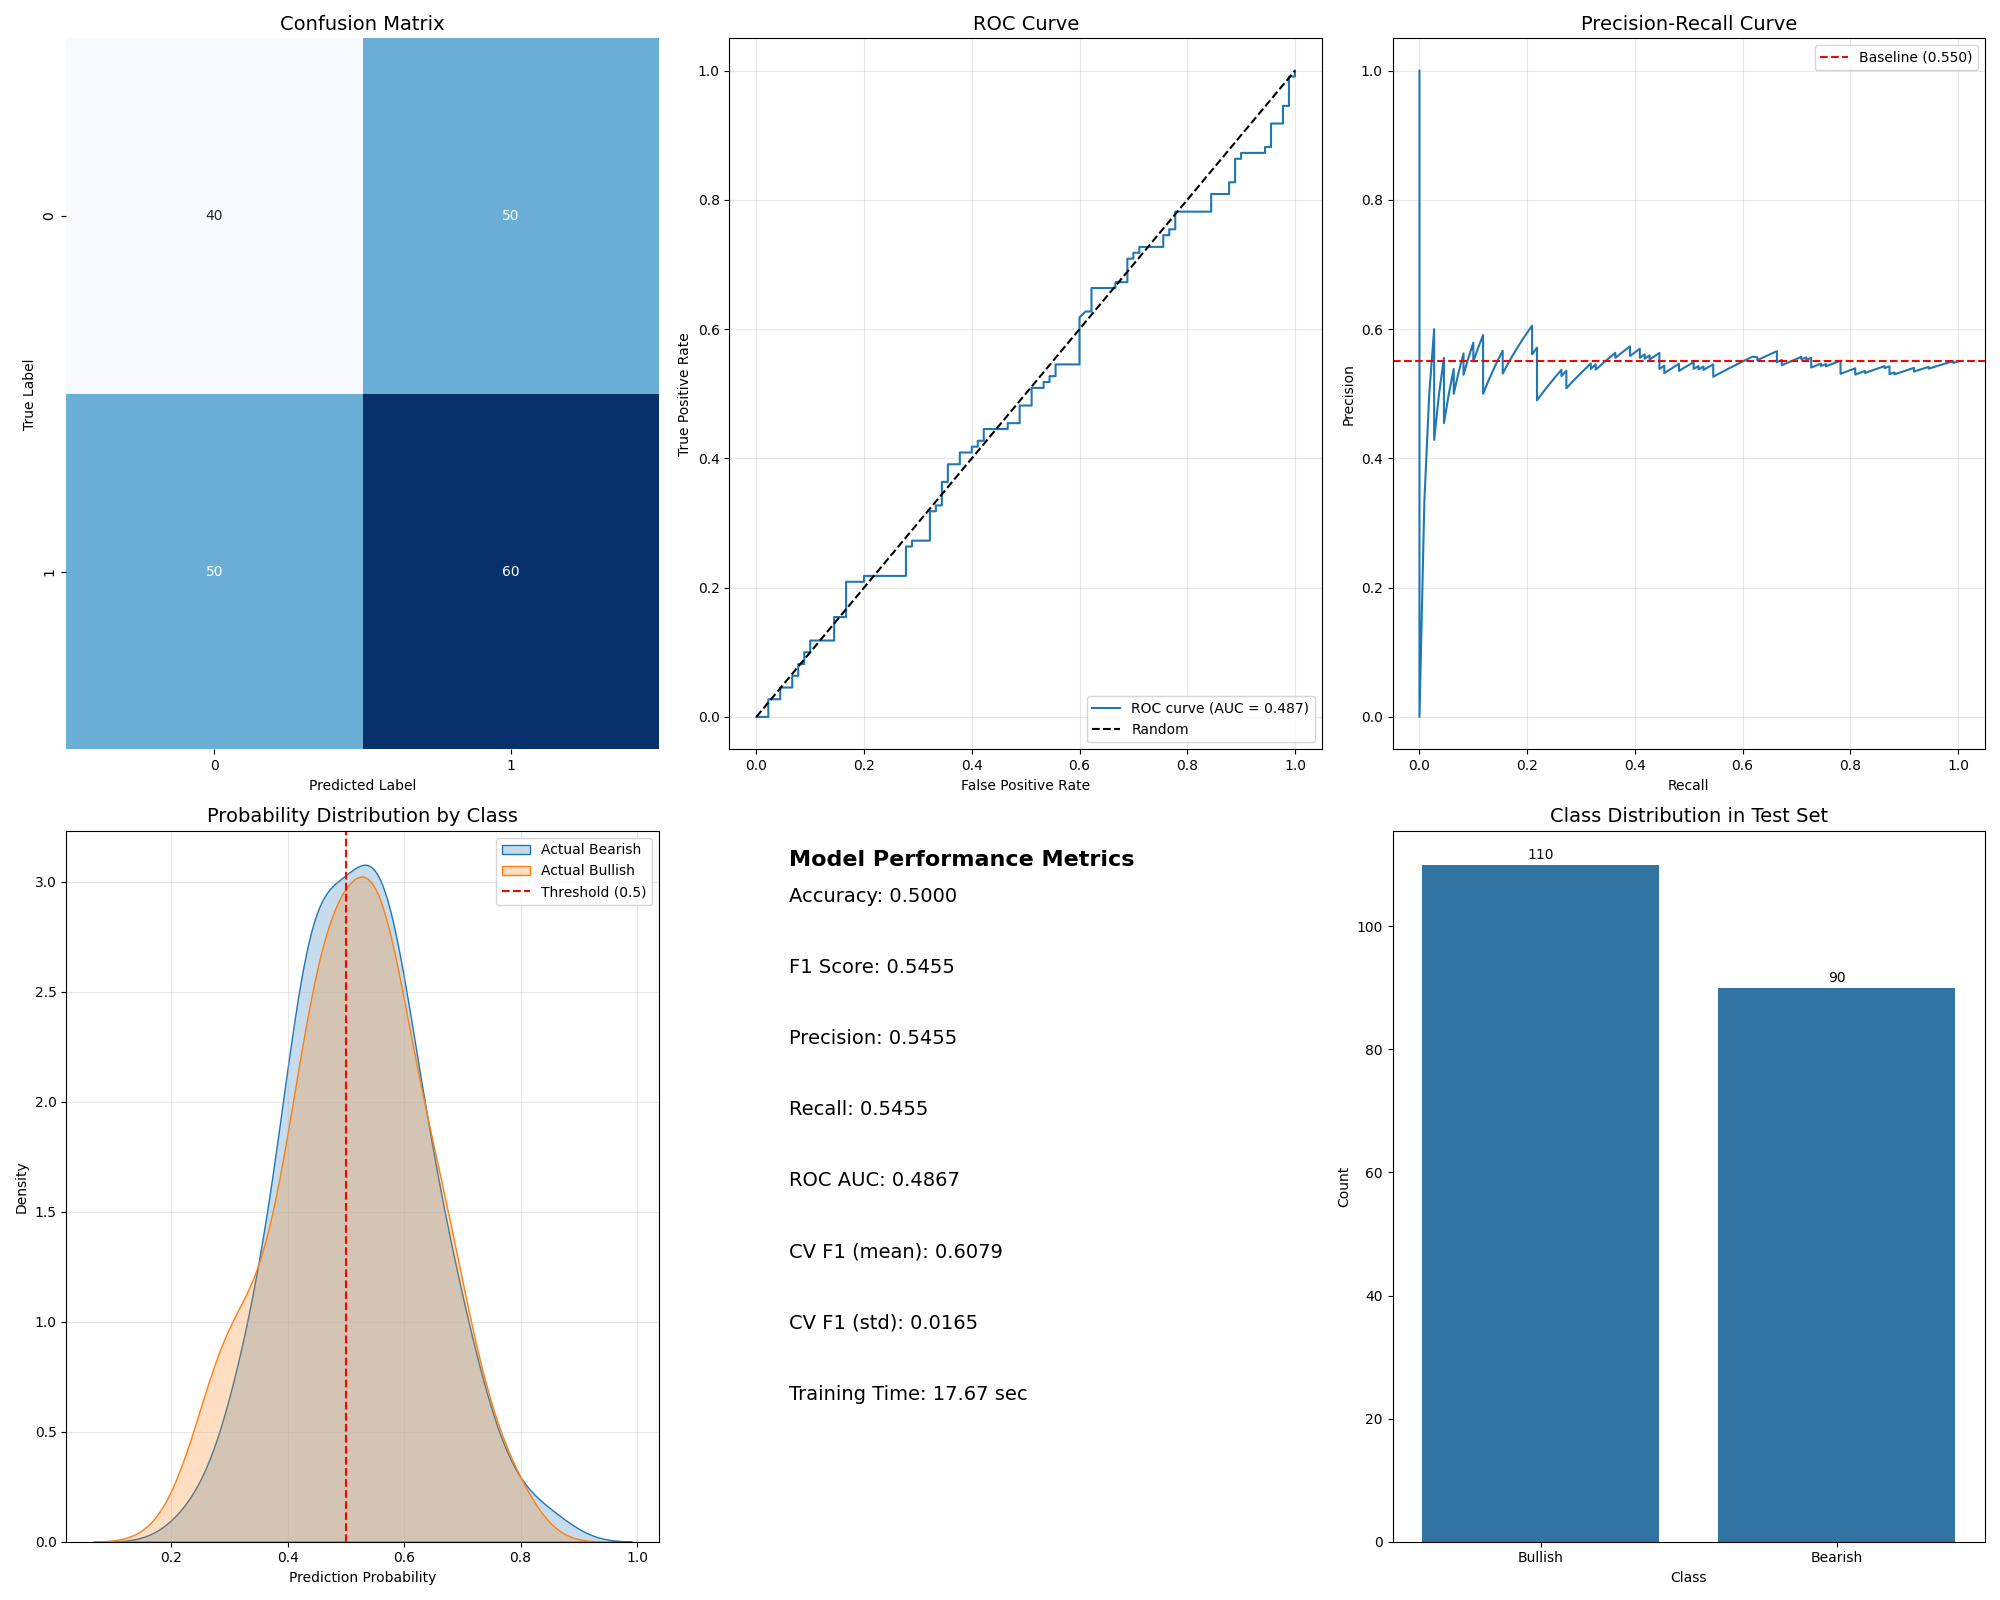 Confusion Matrix
0
1
True Label
40
50
50
60
0
1
Predicted Label
ROC Curve
1.0
0.8
0.6
0.4
0.2
0.0
True Positive Rate
ROC curve (AUC = 0.487)
Random
0.0
0.2
0.4
0.6
0.8
1.0
False Positive Rate
Precision-Recall Curve
Baseline (0.550)
1.0
0.8
0.6
0.4
0.2
0.0
Precision
0.0
0.2
0.4
0.6
0.8
1.0
Recall
Probability Distribution by Class
Actual Bearish
Actual Bullish
Threshold (0.5)
3.0
2.5
2.0
1.5
1.0
0.5
0.0
Density
0.2
0.4
0.6
0.8
1.0
Prediction Probability
Model Performance Metrics
Accuracy: 0.5000
F1 Score: 0.5455
Precision: 0.5455
Recall: 0.5455
ROC AUC: 0.4867
CV F1 (mean): 0.6079
CV F1 (std): 0.0165
Training Time: 17.67 sec
Class Distribution in Test Set
110
90
100
80
60
40
20
0
Count
Bullish
Bearish
Class